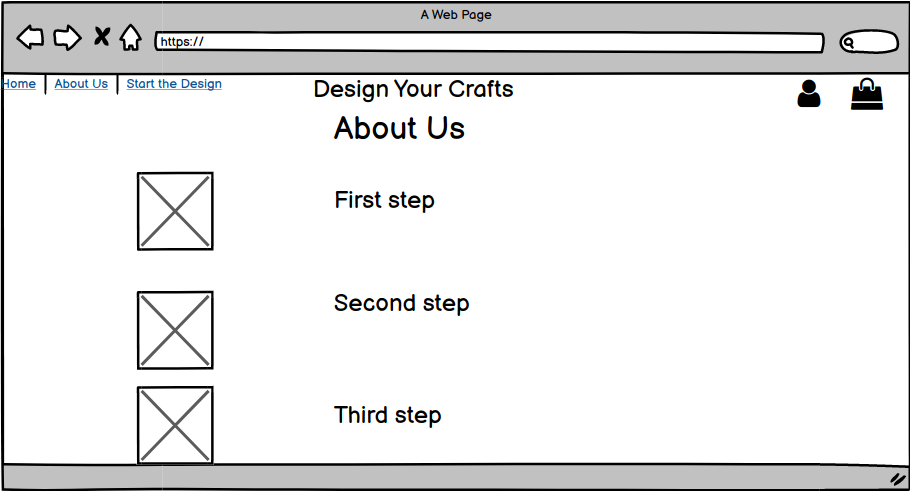 A Web Page
https://
Home | About Us | Start the Design
Design Your Crafts
About Us
First step
Second step
Third step